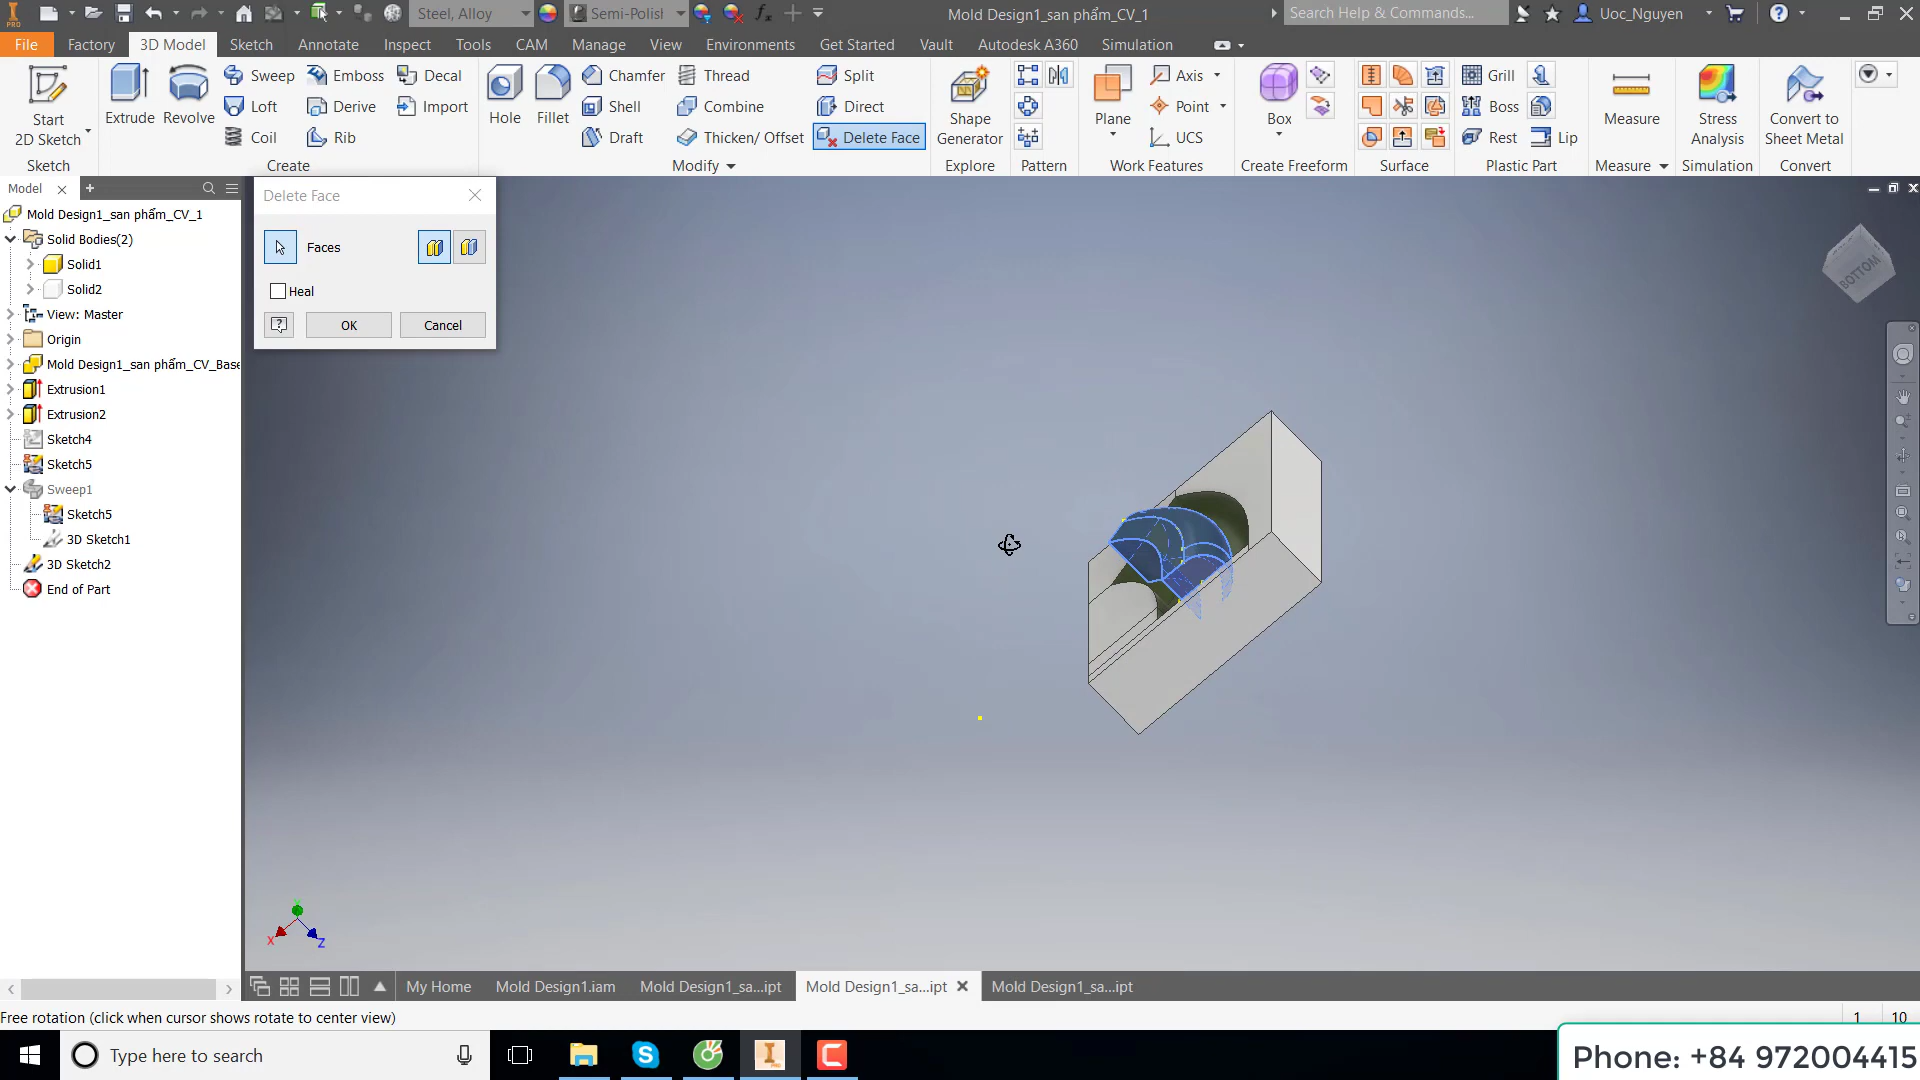 Steel, Alloy
Semi-Polish
Mold Design1_san phẩm_CV_1
Search Help & Commands...
Uoc_Nguyen
PRO
File
Factory
3D Model
Sketch
Annotate
Inspect
Tools
CAM
Manage
View
Environments
Get Started
Vault
Autodesk A360
Simulation
Start
2D Sketch
Extrude
Revolve
Sweep
Loft
Coil
Emboss
Derive
Rib
Decal
Import
Hole
Fillet
Chamfer
Shell
Draft
Thread
Combine
Thicken/ Offset
Split
Direct
Delete Face
Shape
Generator
Plane
Axis
Point
UCS
Box
Grill
Boss
Rest
Lip
Measure
Stress
Analysis
Convert to
Sheet Metal
Sketch
Create
Modify
Explore
Pattern
Work Features
Create Freeform
Surface
Plastic Part
Measure
Simulation
Convert
Model
Mold Design1_san phẩm_CV_1
Solid Bodies(2)
Solid1
Solid2
View: Master
Origin
Mold Design1_san phẩm_CV_Base
Extrusion1
Extrusion2
Sketch4
Sketch5
Sweep1
Sketch5
3D Sketch1
3D Sketch2
End of Part
Delete Face
Faces
Heal
OK
Cancel
BOTTOM
X
Z
My Home
Mold Design1.iam
Mold Design1_sa...ipt
Mold Design1_sa...ipt
Mold Design1_sa...ipt
Free rotation (click when cursor shows rotate to center view)
1
10
Type here to search
Phone: +84 972004415